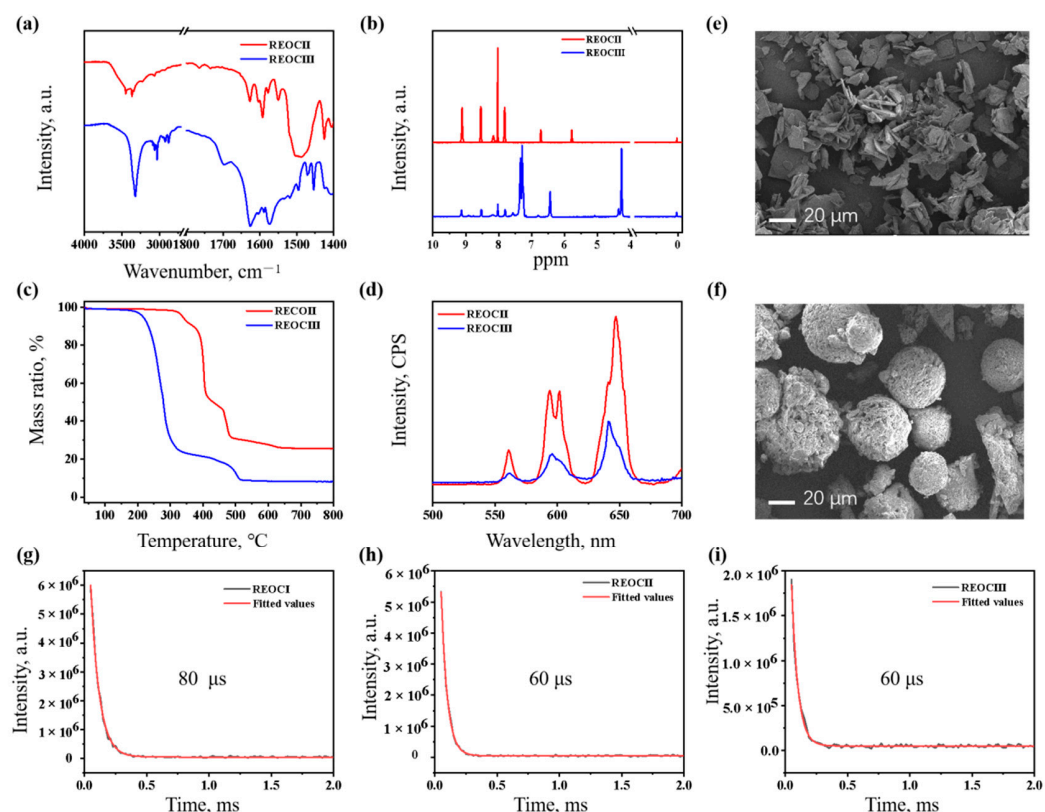 (a)
Intensity, a.u.
REOCII
REOCIII
4000 3500 3000 1800 1700 1600 1500 1400
Wavenumber, cm⁻¹
(b)
Intensity, a.u.
REOCII
REOCIII
10 9 8 7 6 5 4 0
ppm
(e)
20 μm
(c)
Mass ratio, %
100
80
60
40
20
0
RECOII
REOCIII
100 200 300 400 500 600 700 800
Temperature, °C
(d)
Intensity, CPS
REOCII
REOCIII
500 550 600 650 700
Wavelength, nm
(f)
20 μm
(g)
Intensity, a.u.
6 × 10⁶
5 × 10⁶
4 × 10⁶
3 × 10⁶
2 × 10⁶
1 × 10⁶
0
REOCI
Fitted values
80 μs
0.0 0.5 1.0 1.5 2.0
Time, ms
(h)
Intensity, a.u.
6 × 10⁶
5 × 10⁶
4 × 10⁶
3 × 10⁶
2 × 10⁶
1 × 10⁶
0
REOCII
Fitted values
60 μs
0.0 0.5 1.0 1.5 2.0
Time, ms
(i)
Intensity, a.u.
2.0 × 10⁶
1.5 × 10⁶
1.0 × 10⁶
5.0 × 10⁵
0.0
REOCIII
Fitted values
60 μs
0.0 0.5 1.0 1.5 2.0
Time, ms